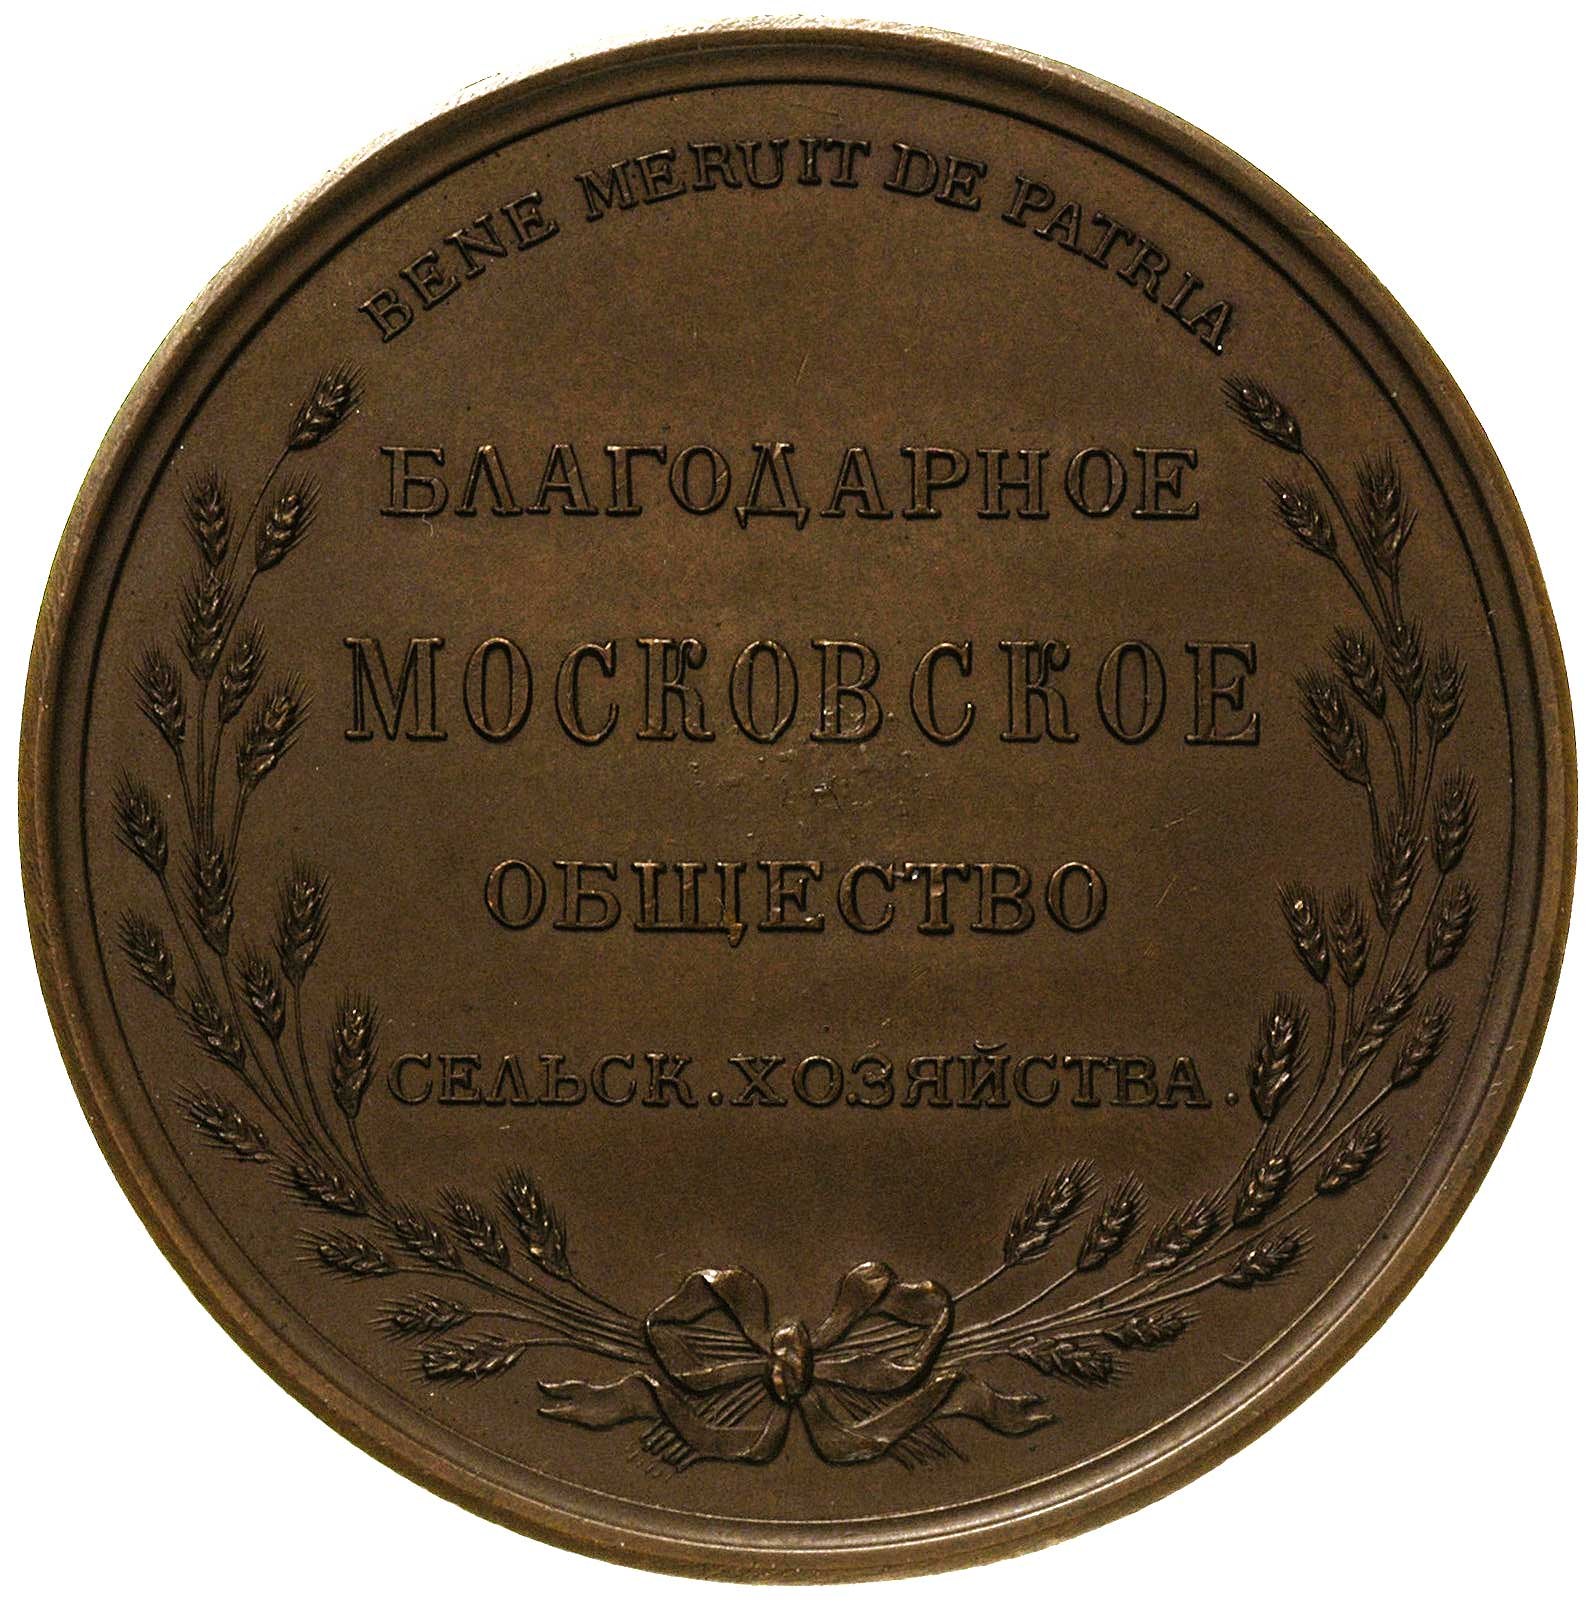 BENE MERUIT DE PATRIA
БЛАГОДАРНОЕ
МОСКОВСКОЕ
ОБЩЕСТВО
СЕЛЬСК. ХОЗЯЙСТВА.